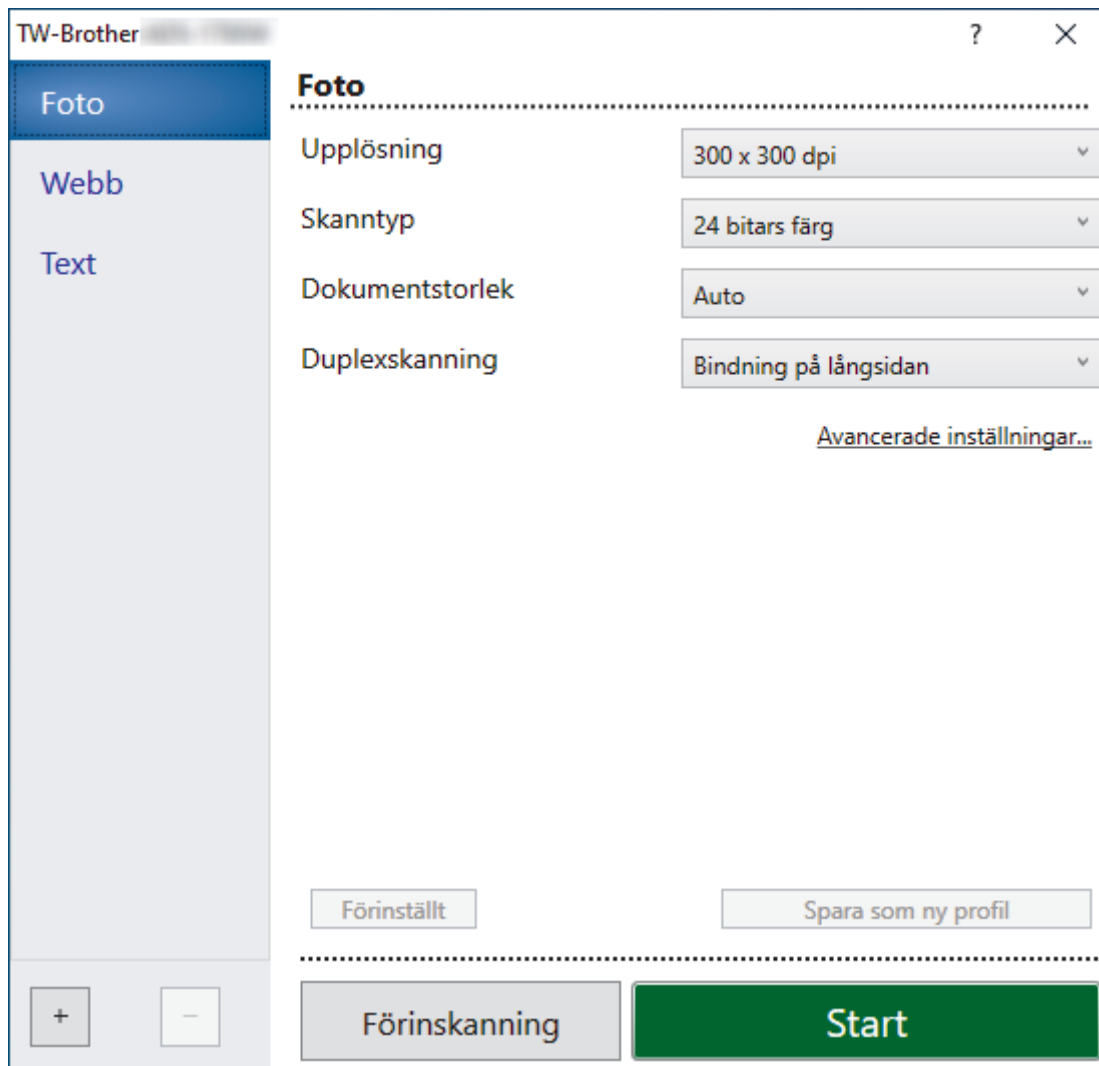 TW-Brother
?
Foto
Webb
Text
+
−
Foto
Upplösning
300 x 300 dpi
Skanntyp
24 bitars färg
Dokumentstorlek
Auto
Duplexskanning
Bindning på långsidan
Avancerade inställningar...
Förinställt
Spara som ny profil
Förinskanning
Start